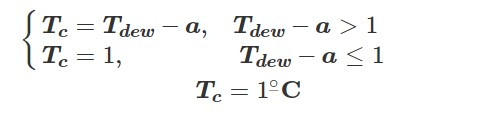 T_c = T_dew − a, T_dew − a > 1
T_c = 1, T_dew − a ≤ 1
T_c = 1°C